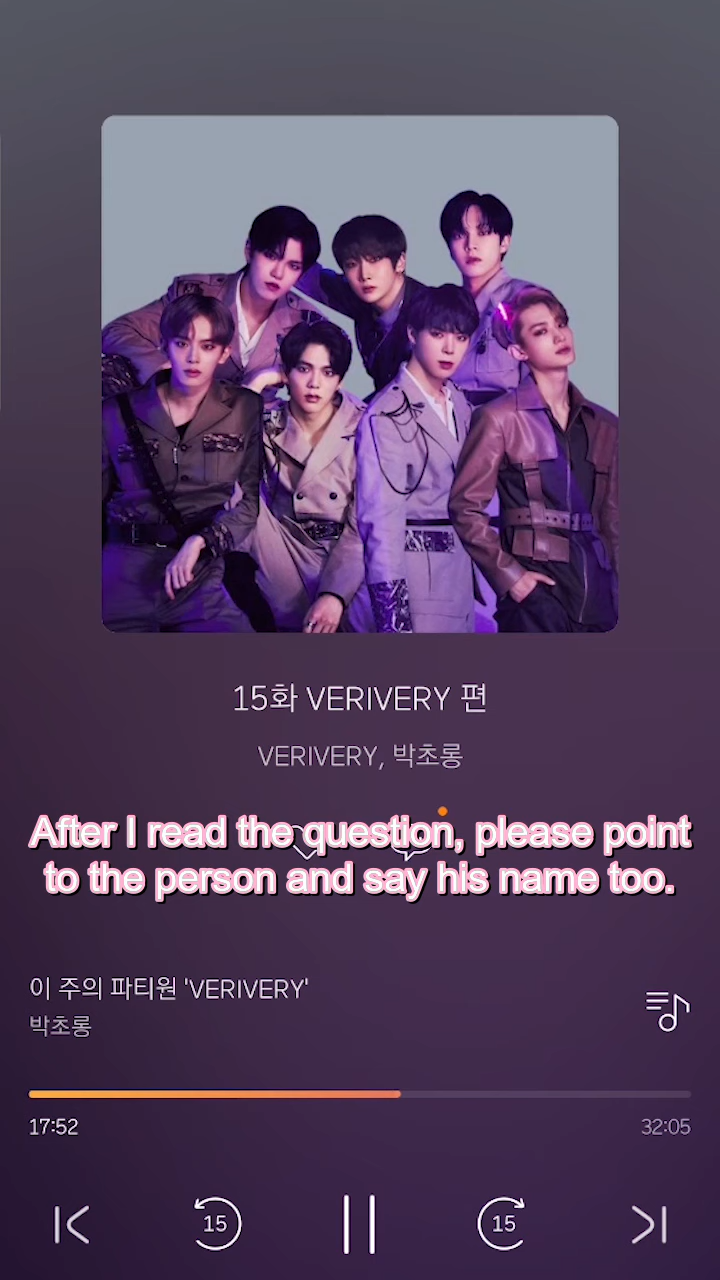 15화 VERIVERY 편
VERIVERY, 박초롱
After I read the question, please point
to the person and say his name too.
이 주의 파티원 'VERIVERY'
박초롱
17:52
32:05
15
15